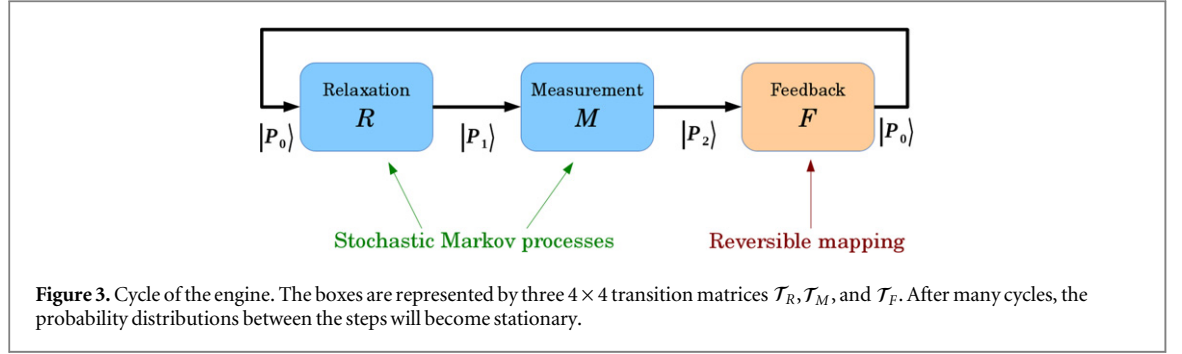 Relaxation
R
Measurement
M
Feedback
F
|P₀⟩
|P₁⟩
|P₂⟩
|P₀⟩
Stochastic Markov processes
Reversible mapping
Figure 3. Cycle of the engine. The boxes are represented by three 4 × 4 transition matrices 𝒯_R, 𝒯_M, and 𝒯_F. After many cycles, the
probability distributions between the steps will become stationary.